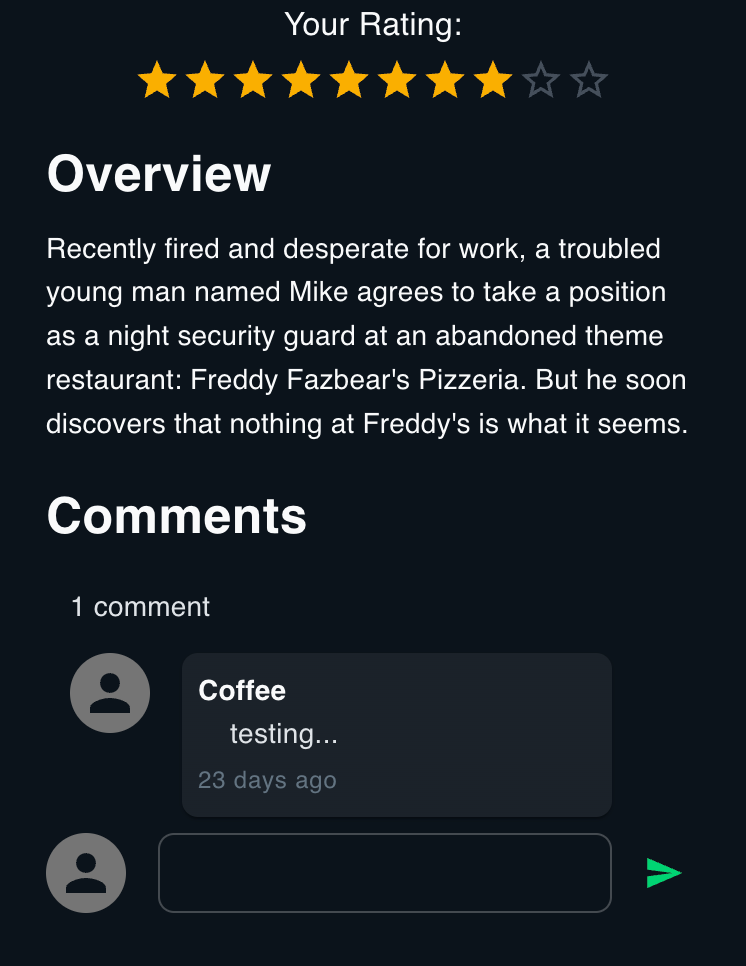 Your Rating:
Overview
Recently fired and desperate for work, a troubled
young man named Mike agrees to take a position
as a night security guard at an abandoned theme
restaurant: Freddy Fazbear's Pizzeria. But he soon
discovers that nothing at Freddy's is what it seems.
Comments
1 comment
Coffee
testing...
23 days ago